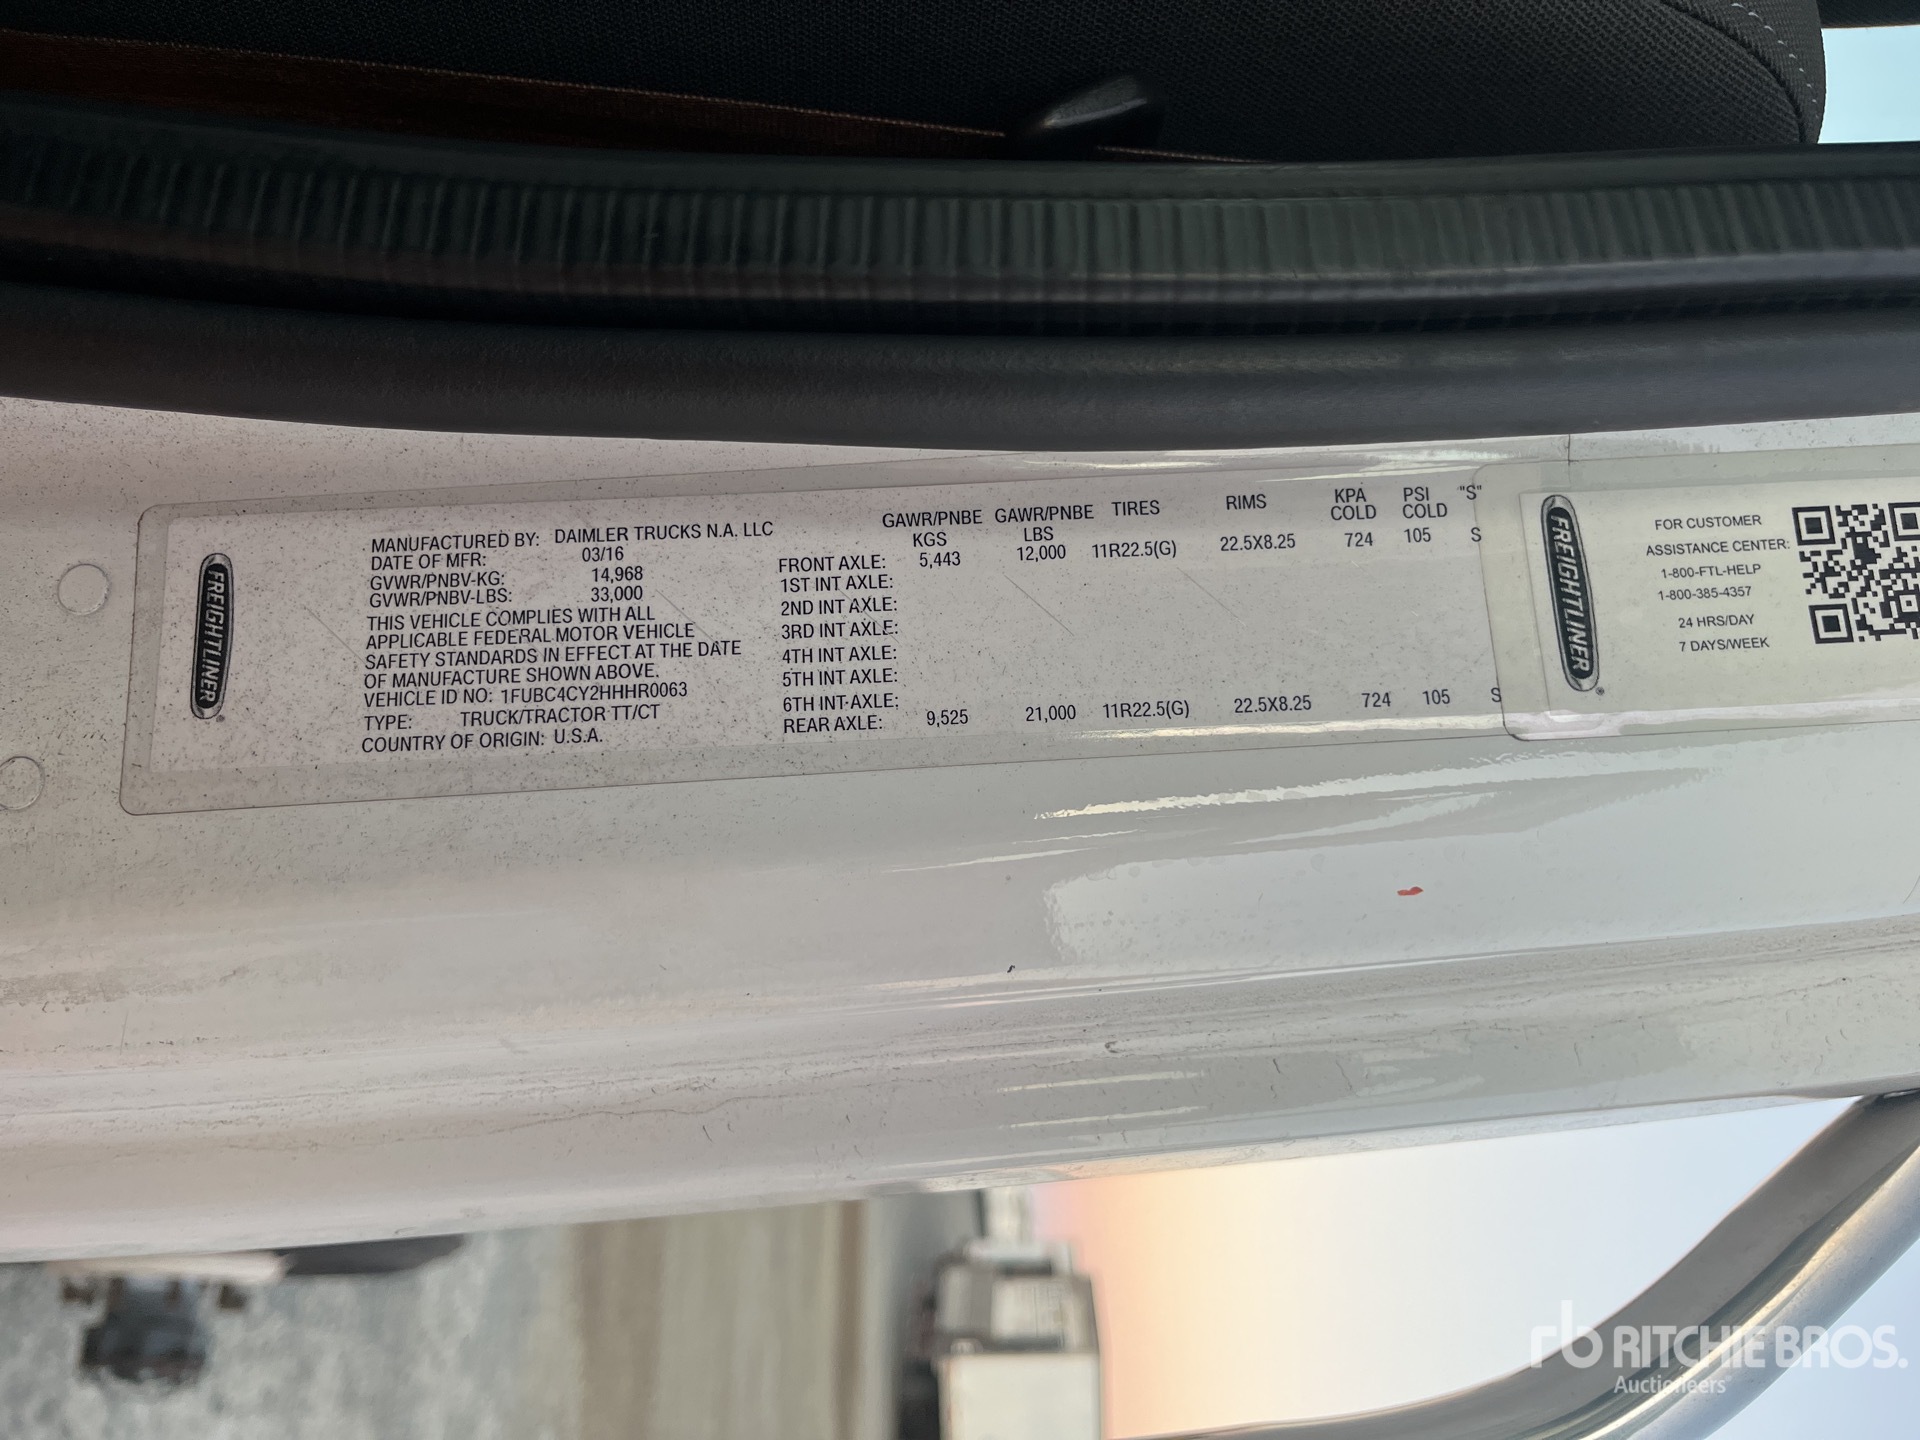 FREIGHTLINER
MANUFACTURED BY: DAIMLER TRUCKS N.A. LLC
DATE OF MFR: 03/16
GVWR/PNBV-KG: 14,968
GVWR/PNBV-LBS: 33,000
THIS VEHICLE COMPLIES WITH ALL
APPLICABLE FEDERAL MOTOR VEHICLE
SAFETY STANDARDS IN EFFECT AT THE DATE
OF MANUFACTURE SHOWN ABOVE.
VEHICLE ID NO: 1FUBC4CY2HHHR0063
TYPE: TRUCK/TRACTOR TT/CT
COUNTRY OF ORIGIN: U.S.A.
GAWR/PNBE GAWR/PNBE TIRES RIMS KPA PSI "S"
KGS LBS COLD COLD
FRONT AXLE: 5,443 12,000 11R22.5(G) 22.5X8.25 724 105 S
1ST INT AXLE:
2ND INT AXLE:
3RD INT AXLE:
4TH INT AXLE:
5TH INT AXLE:
6TH INT AXLE:
REAR AXLE: 9,525 21,000 11R22.5(G) 22.5X8.25 724 105 S
FREIGHTLINER
FOR CUSTOMER
ASSISTANCE CENTER:
1-800-FTL-HELP
1-800-385-4357
24 HRS/DAY
7 DAYS/WEEK
rb RITCHIE BROS.
Auctioneers